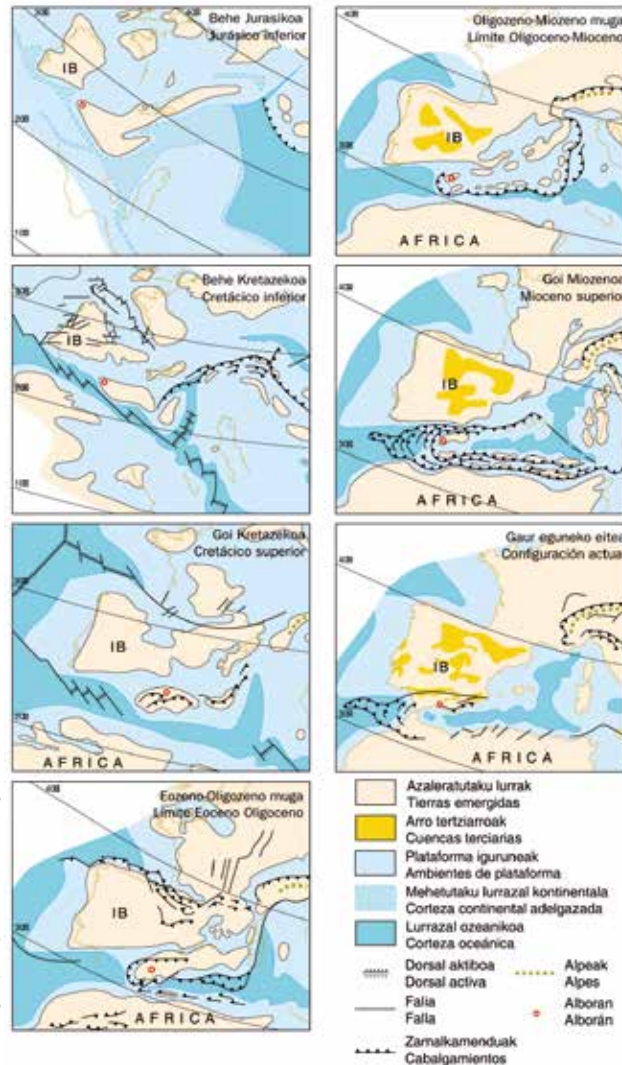 Behe Jurasikoa
Jurásico inferior
IB
Behe Kretazekoa
Cretácico inferior
IB
Goi Kretazekoa
Cretácico superior
IB
AFRICA
Eozeno-Oligozeno muga
Límite Eoceno Oligoceno
IB
AFRICA
Oligozeno-Miozeno muga
Límite Oligoceno-Mioceno
IB
AFRICA
Goi Miozenoa
Mioceno superior
IB
AFRICA
Gaur eguneko eitea
Configuración actual
IB
AFRICA
Azaleratutaku lurrak
Tierras emergidas
Arro tertziarroak
Cuencas terciarias
Plataforma iguruneak
Ambientes de plataforma
Mehetutaku lurrazal kontinentala
Corteza continental adelgazada
Lurrazal ozeanikoa
Corteza oceánica
Dorsal aktiboa
Dorsal activa
Falia
Falla
Zamalkamenduak
Cabalgamientos
Alpeak
Alpes
Alboran
Alborán